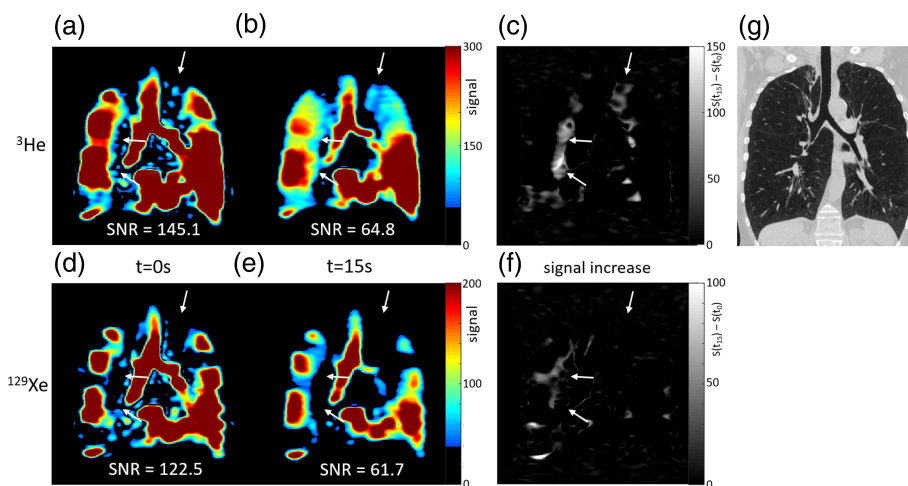 (a)
(b)
(c)
(g)
³He
SNR = 145.1
SNR = 64.8
300
150
0
signal
150
100
50
0
S(t₁₅) − S(t₀)
(d)
t=0s
(e)
t=15s
(f)
signal increase
¹²⁹Xe
SNR = 122.5
SNR = 61.7
200
100
0
signal
100
50
0
S(t₁₅) − S(t₀)